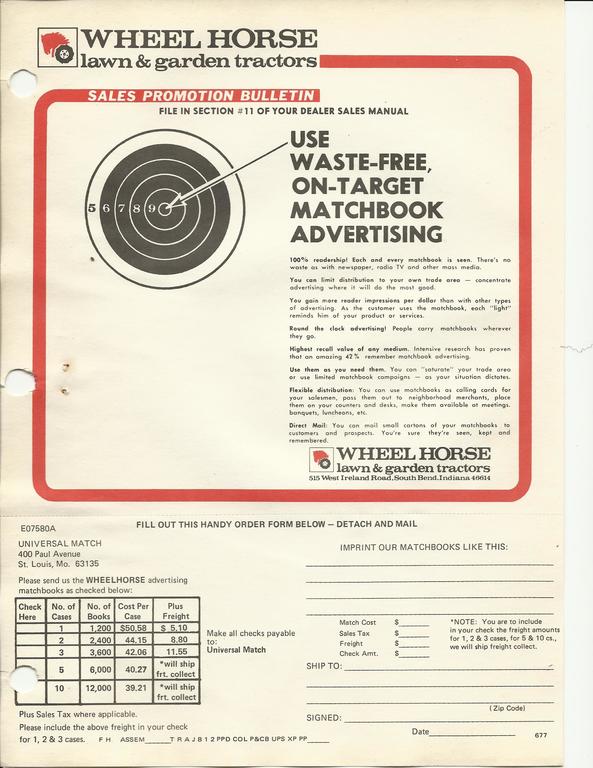 WHEEL HORSE
lawn & garden tractors
SALES PROMOTION BULLETIN
FILE IN SECTION #11 OF YOUR DEALER SALES MANUAL
5 6 7 8 9
USE
WASTE-FREE,
ON-TARGET
MATCHBOOK
ADVERTISING
100% readership! Each and every matchbook is seen. There's no
waste as with newspaper, radio TV and other mass media.
You can limit distribution to your own trade area — concentrate
advertising where it will do the most good.
You gain more reader impressions per dollar than with other types
of advertising. As the customer uses the matchbook, each "light"
reminds him of your product or services.
Round the clock advertising! People carry matchbooks wherever
they go.
Highest recall value of any medium. Intensive research has proven
that an amazing 42% remember matchbook advertising.
Use them as you need them. You can "saturate" your trade area
or use limited matchbook campaigns — as your situation dictates.
Flexible distribution: You can use matchbooks as calling cards for
your salesmen, pass them out to neighborhood merchants, place
them on your counters and desks, make them available at meetings.
banquets, luncheons, etc.
Direct Mail: You can mail small cartons of your matchbooks to
customers and prospects. You're sure they're seen, kept and
remembered.
WHEEL HORSE
lawn & garden tractors
515 West Ireland Road, South Bend, Indiana 46614
E07580A
FILL OUT THIS HANDY ORDER FORM BELOW – DETACH AND MAIL
UNIVERSAL MATCH
400 Paul Avenue
St. Louis, Mo. 63135
Please send us the WHEELHORSE advertising
matchbooks as checked below:
Check Here No. of Cases No. of Books Cost Per Case Plus Freight
1 1,200 $50.58 $ 5.10
2 2,400 44.15 8.80
3 3,600 42.06 11.55
5 6,000 40.27 *will ship frt. collect
10 12,000 39.21 *will ship frt. collect
Plus Sales Tax where applicable.
Please include the above freight in your check
for 1, 2 & 3 cases.
F H ASSEM______T R A J B 1 2 PPD COL P&CB UPS XP PP_____
Make all checks payable
to:
Universal Match
IMPRINT OUR MATCHBOOKS LIKE THIS:
Match Cost $
Sales Tax $
Freight $
Check Amt. $
*NOTE: You are to include
in your check the freight amounts
for 1, 2 & 3 cases, for 5 & 10 cs.,
we will ship freight collect.
SHIP TO:
(Zip Code)
SIGNED:
Date
677